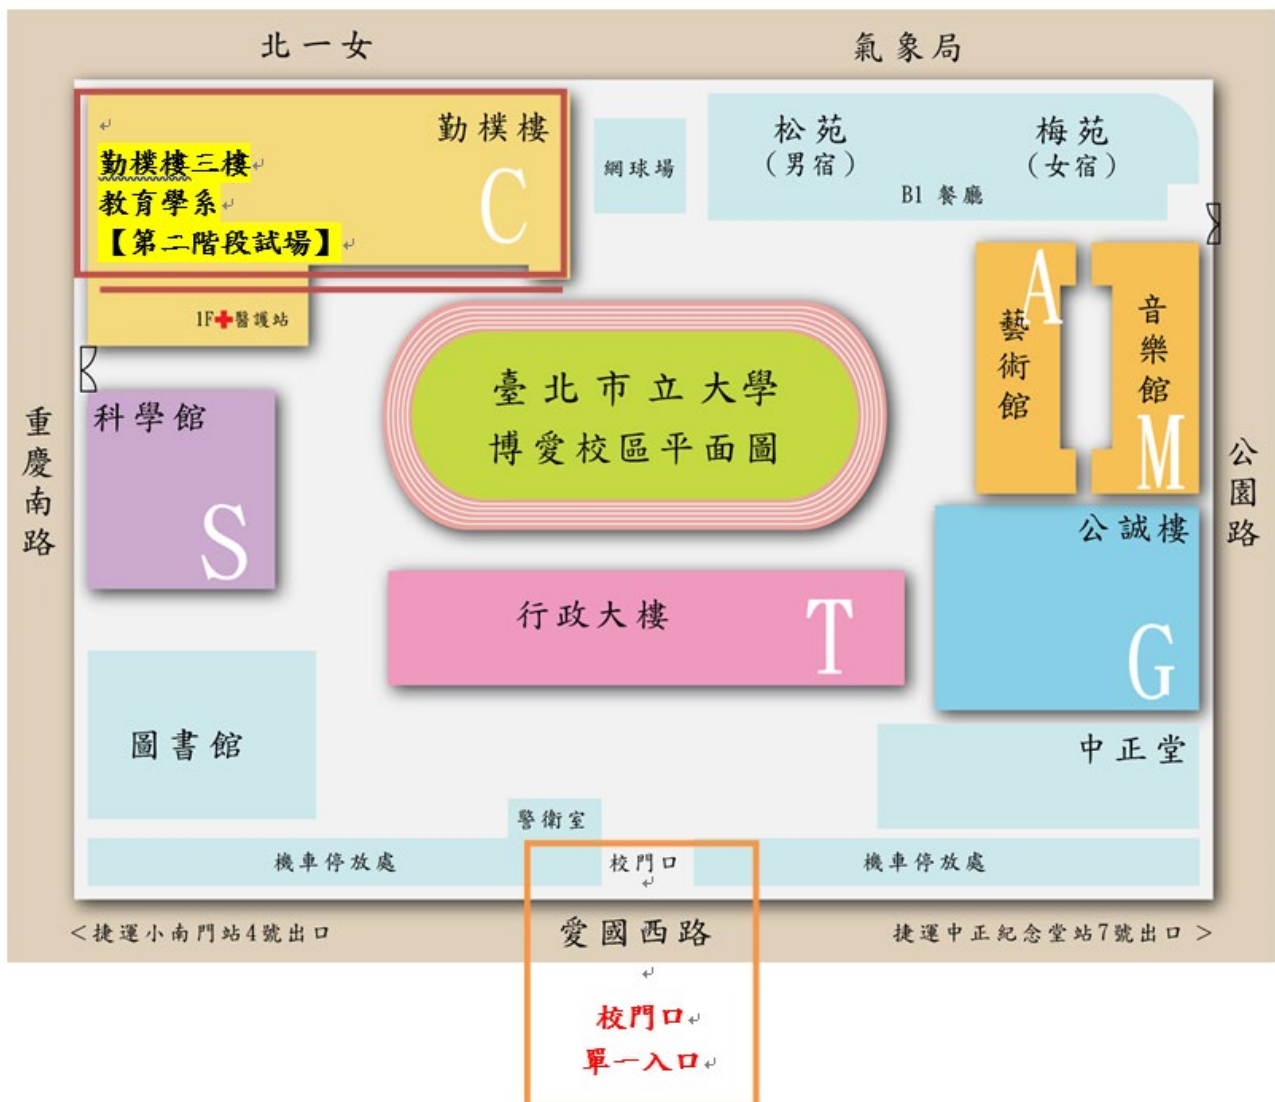 北一女
氣象局
勤樸樓
C
勤樸樓三樓
教育學系
【第二階段試場】
1F 醫護站
網球場
松苑
(男宿)
梅苑
(女宿)
B1 餐廳
重慶南路
科學館
S
臺北市立大學
博愛校區平面圖
A
藝術館
音樂館
M
公園路
公誠樓
G
行政大樓
T
圖書館
中正堂
警衛室
機車停放處
校門口
機車停放處
<捷運小南門站4號出口
愛國西路
捷運中正紀念堂站7號出口 >
校門口
單一入口